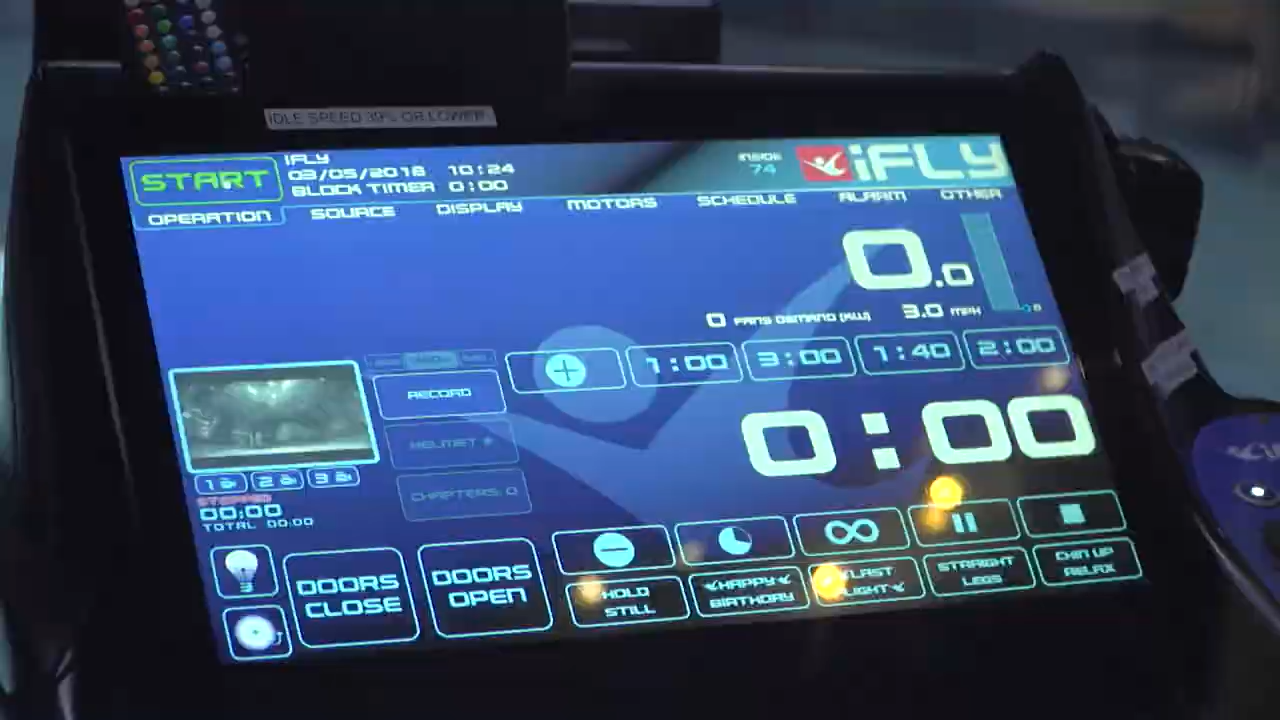 IDLE SPEED 39% OR LOWER
START
iFLY
03/05/2018 10:24
BLOCK TIMER 0:00
INSIDE
74
iFLY
OPERATION SOURCE DISPLAY MOTORS SCHEDULE ALARM OTHER
0.0
0 FANS DEMAND (KW) 3.0 MPH
1:00 3:00 1:40 2:00
RECORD
HELMET
CHAPTERS: 0
0:00
1 2 3
STOPPED
00:00
TOTAL 00:00
3
DOORS
CLOSE
DOORS
OPEN
HOLD
STILL
HAPPY
BIRTHDAY
LAST
STRAIGHT
LEGS
CHIN UP
RELAX